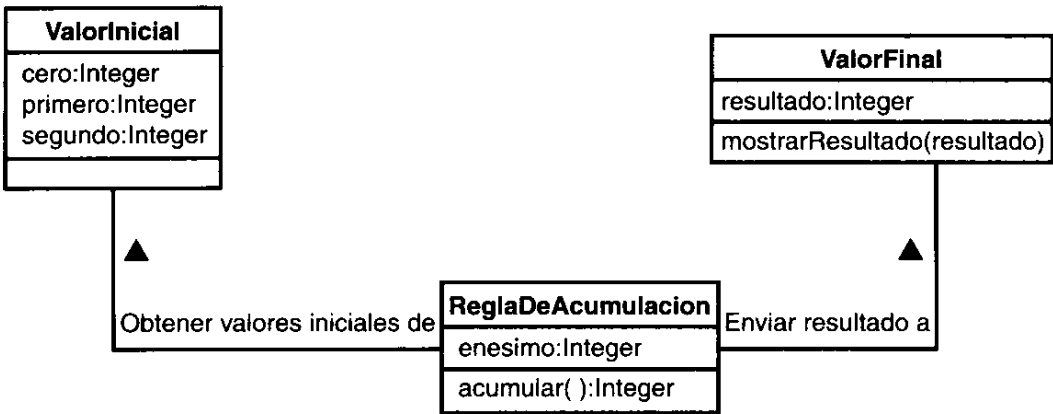 ValorInicial
cero:Integer
primero:Integer
segundo:Integer
ValorFinal
resultado:Integer
mostrarResultado(resultado)
Obtener valores iniciales de
ReglaDeAcumulacion
enesimo:Integer
acumular( ):Integer
Enviar resultado a